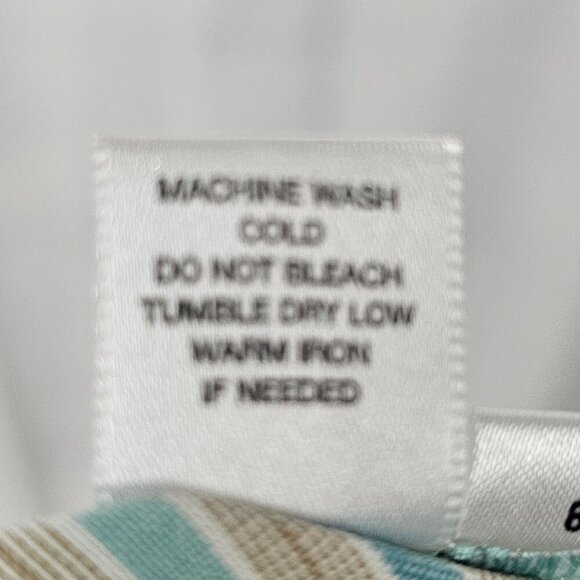 MACHINE WASH
COLD
DO NOT BLEACH
TUMBLE DRY LOW
WARM IRON
IF NEEDED